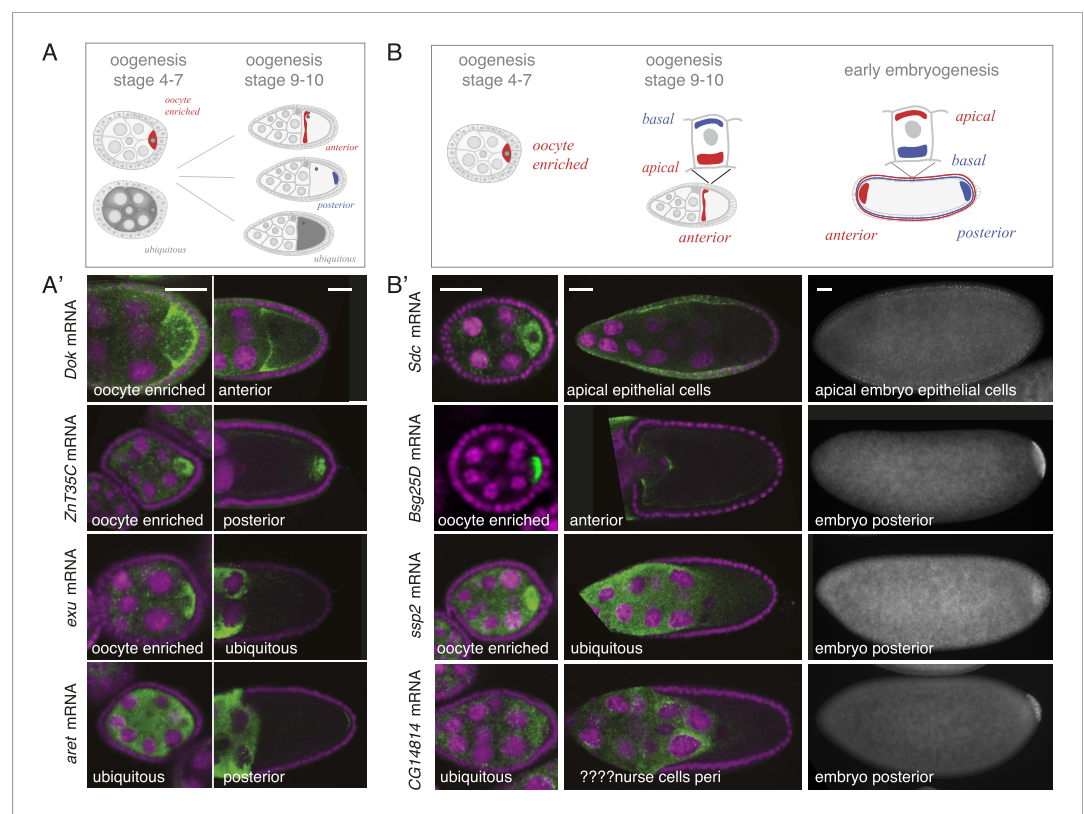 A
oogenesis
stage 4-7
oogenesis
stage 9-10
oocyte
enriched
anterior
posterior
ubiquitous
ubiquitous
B
oogenesis
stage 4-7
oogenesis
stage 9-10
early embryogenesis
oocyte
enriched
basal
apical
anterior
apical
basal
anterior
posterior
A'
Dok mRNA
oocyte enriched
anterior
ZnT35C mRNA
oocyte enriched
posterior
exu mRNA
oocyte enriched
ubiquitous
aret mRNA
ubiquitous
posterior
B'
Sdc mRNA
apical epithelial cells
apical embryo epithelial cells
Bsg25D mRNA
oocyte enriched
anterior
embryo posterior
ssp2 mRNA
oocyte enriched
ubiquitous
embryo posterior
CG14814 mRNA
ubiquitous
????nurse cells peri
embryo posterior